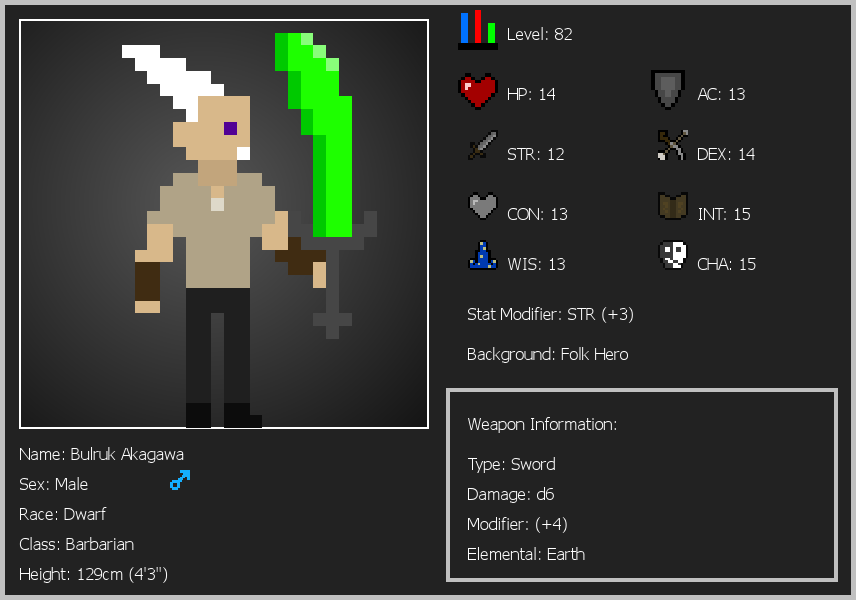 Level: 82
HP: 14
AC: 13
STR: 12
DEX: 14
CON: 13
INT: 15
WIS: 13
CHA: 15
Stat Modifier: STR (+3)
Background: Folk Hero
Weapon Information:
Type: Sword
Damage: d6
Modifier: (+4)
Elemental: Earth
Name: Bulruk Akagawa
Sex: Male
Race: Dwarf
Class: Barbarian
Height: 129cm (4'3")